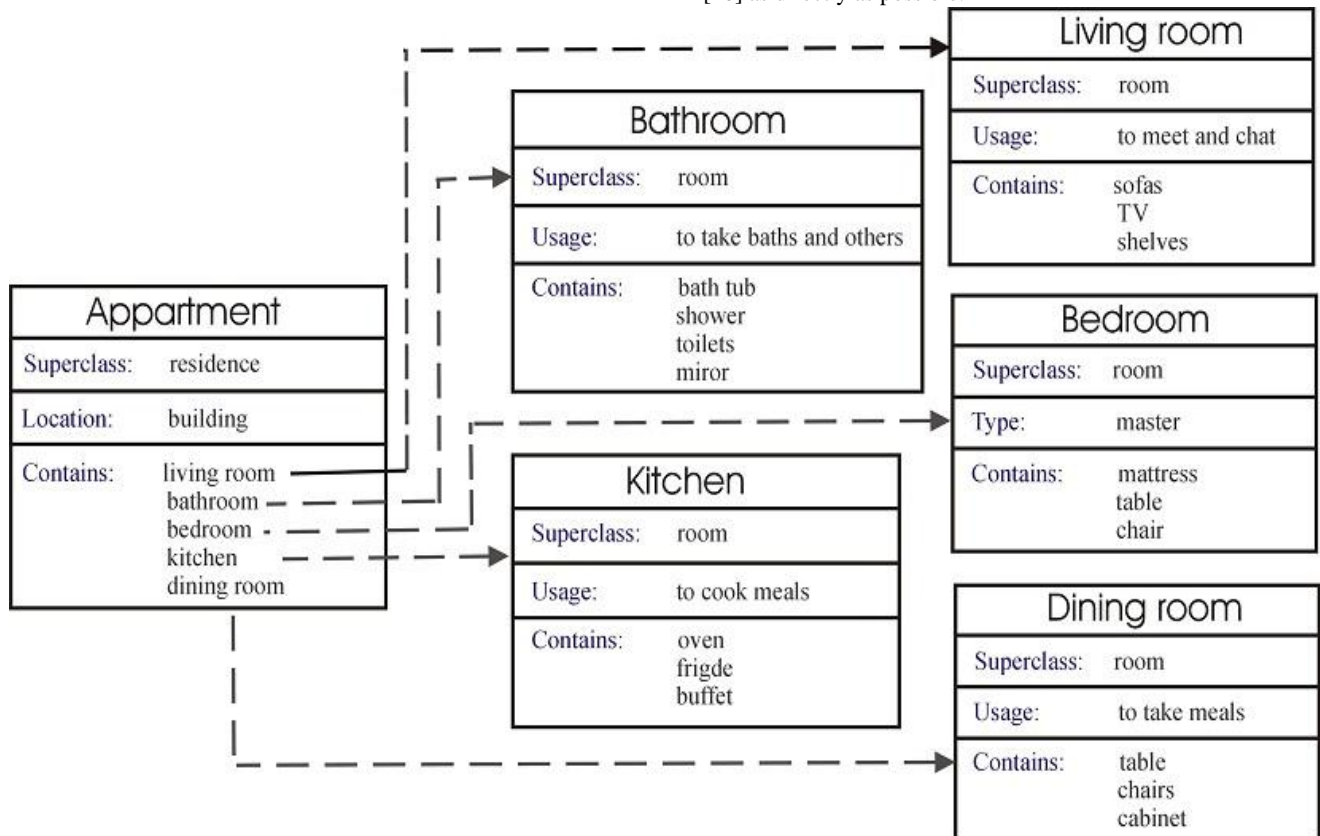 Living room
Superclass: room
Usage: to meet and chat
Contains: sofas
TV
shelves
Bathroom
Superclass: room
Usage: to take baths and others
Contains: bath tub
shower
toilets
miror
Appartment
Superclass: residence
Location: building
Contains: living room
bathroom
bedroom
kitchen
dining room
Bedroom
Superclass: room
Type: master
Contains: mattress
table
chair
Kitchen
Superclass: room
Usage: to cook meals
Contains: oven
frigde
buffet
Dining room
Superclass: room
Usage: to take meals
Contains: table
chairs
cabinet